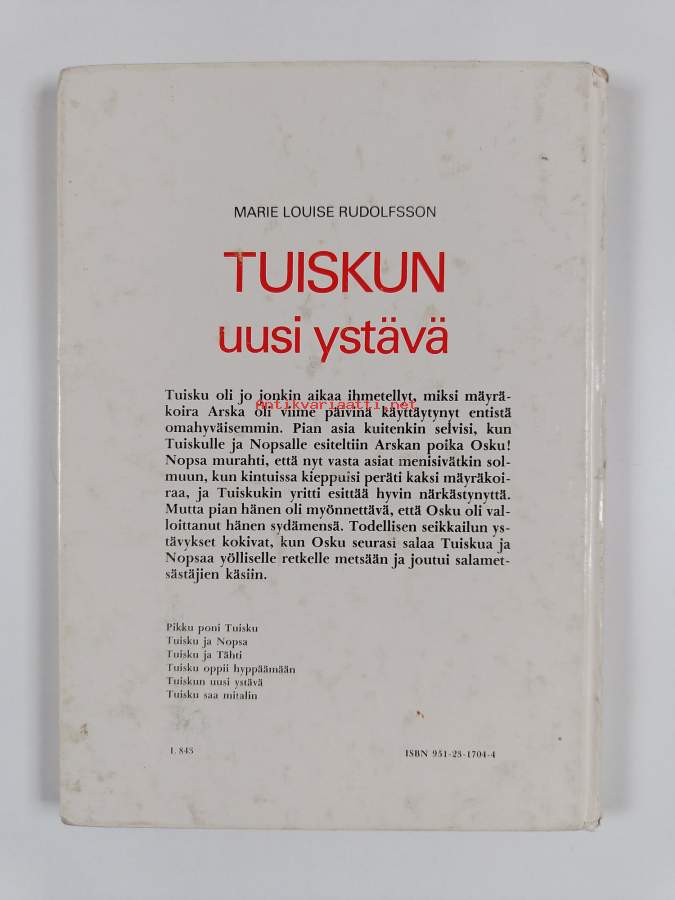 MARIE LOUISE RUDOLFSSON
TUISKUN
uusi ystävä
Tuisku oli jo jonkin aikaa ihmetellyt, miksi mäyrä-
koira Arska oli viime päivinä käyttäytynyt entistä
Antikvariaatti.net
omahyväisemmin. Pian asia kuitenkin selvisi, kun
Tuiskulle ja Nopsalle esiteltiin Arskan poika Osku!
Nopsa murahti, että nyt vasta asiat menisivätkin sol-
muun, kun kintuissa kieppuisi peräti kaksi mäyräkoi-
raa, ja Tuiskukin yritti esittää hyvin närkästynyttä.
Mutta pian hänen oli myönnettävä, että Osku oli val-
loittanut hänen sydämensä. Todellisen seikkailun ys-
tävykset kokivat, kun Osku seurasi salaa Tuiskua ja
Nopsaa yölliselle retkelle metsään ja joutui salamet-
sästäjien käsiin.
Pikku poni Tuisku
Tuisku ja Nopsa
Tuisku ja Tähti
Tuisku oppii hyppäämään
Tuiskun uusi ystävä
Tuisku saa mitalin
L 843
ISBN 951-23-1704-4